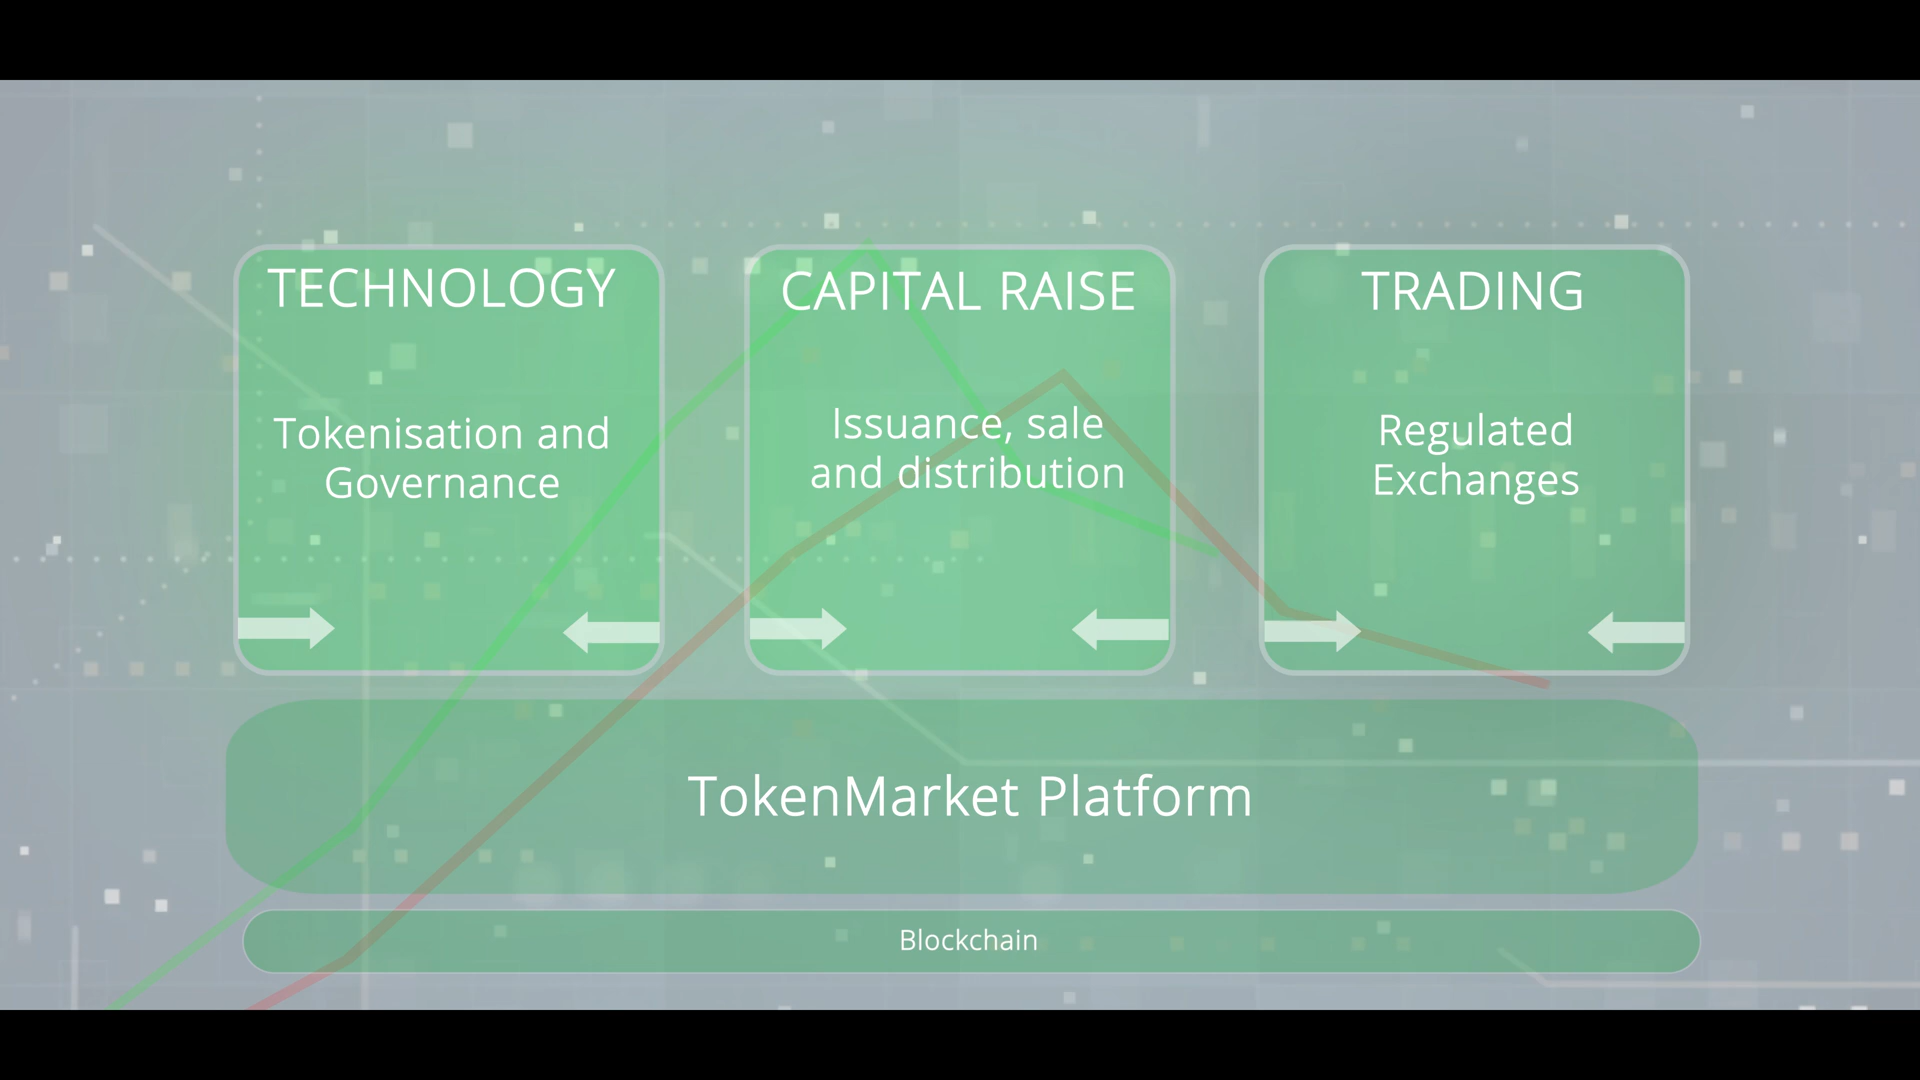 TECHNOLOGY
Tokenisation and
Governance
CAPITAL RAISE
Issuance, sale
and distribution
TRADING
Regulated
Exchanges
TokenMarket Platform
Blockchain